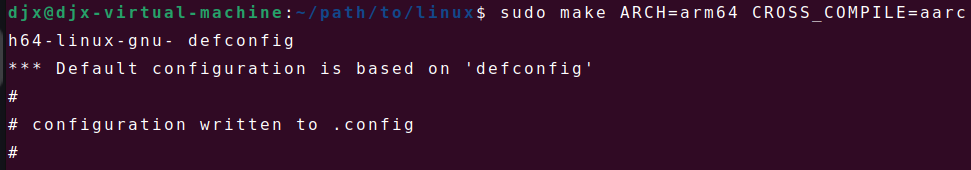 djx@djx-virtual-machine:~/path/to/linux$ sudo make ARCH=arm64 CROSS_COMPILE=aarc
h64-linux-gnu- defconfig
*** Default configuration is based on 'defconfig'
#
# configuration written to .config
#